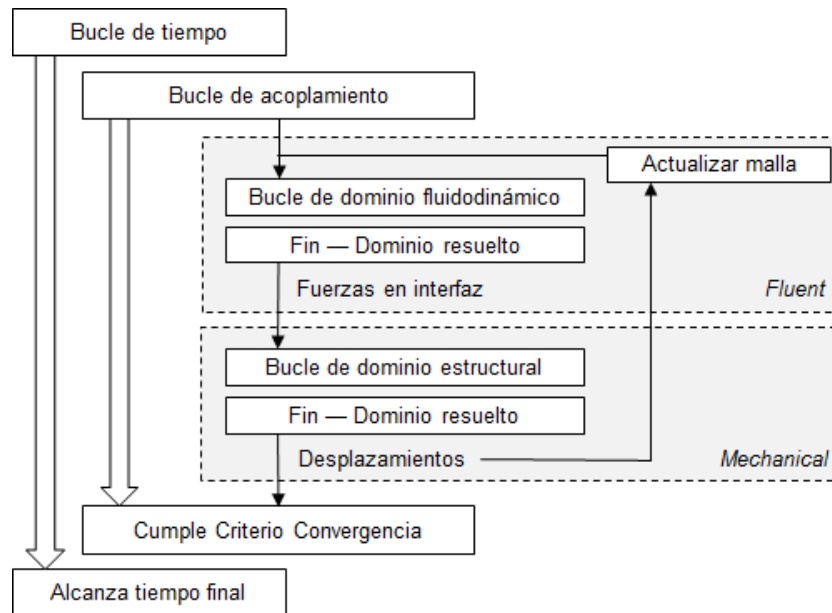 Bucle de tiempo
Bucle de acoplamiento
Actualizar malla
Bucle de dominio fluidodinámico
Fin — Dominio resuelto
Fuerzas en interfaz
Fluent
Bucle de dominio estructural
Fin — Dominio resuelto
Desplazamientos
Mechanical
Cumple Criterio Convergencia
Alcanza tiempo final